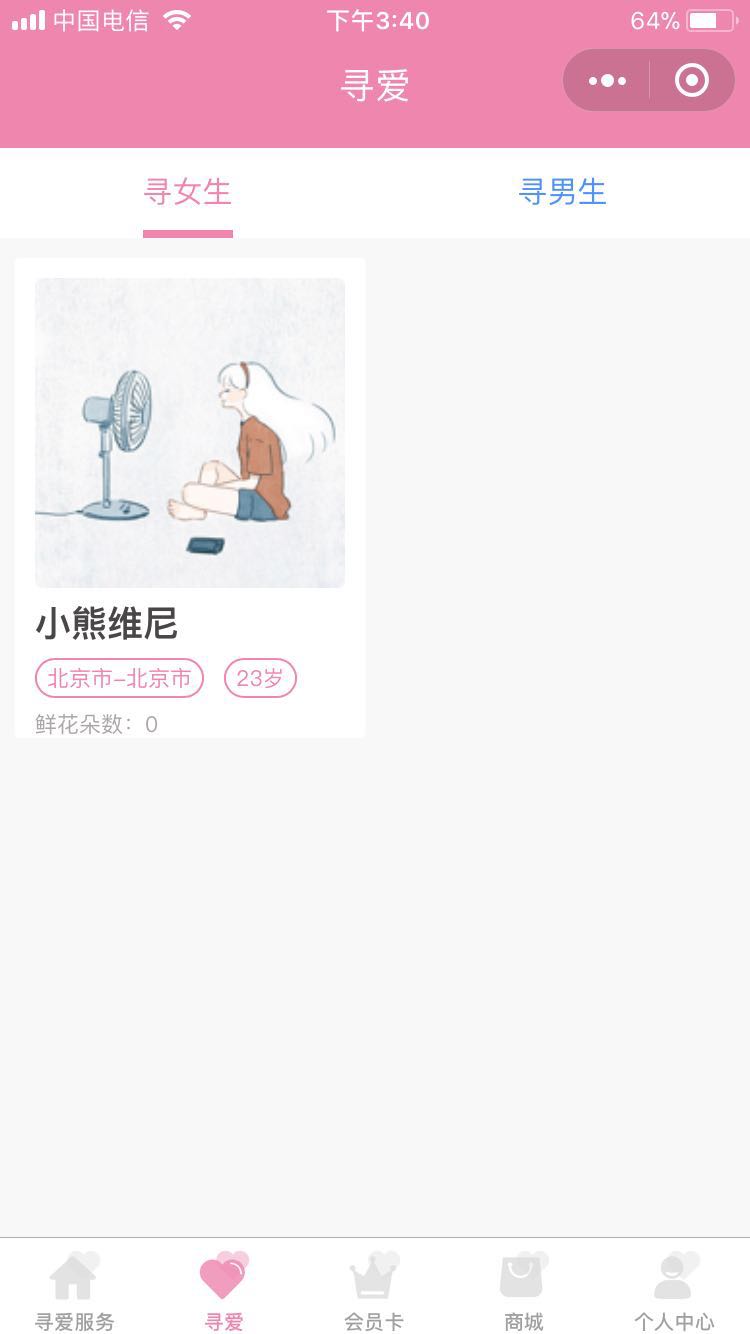 中国电信 下午3:40 64%
寻爱
寻女生 寻男生
小熊维尼
北京市-北京市 23岁
鲜花朵数：0
寻爱服务 寻爱 会员卡 商城 个人中心